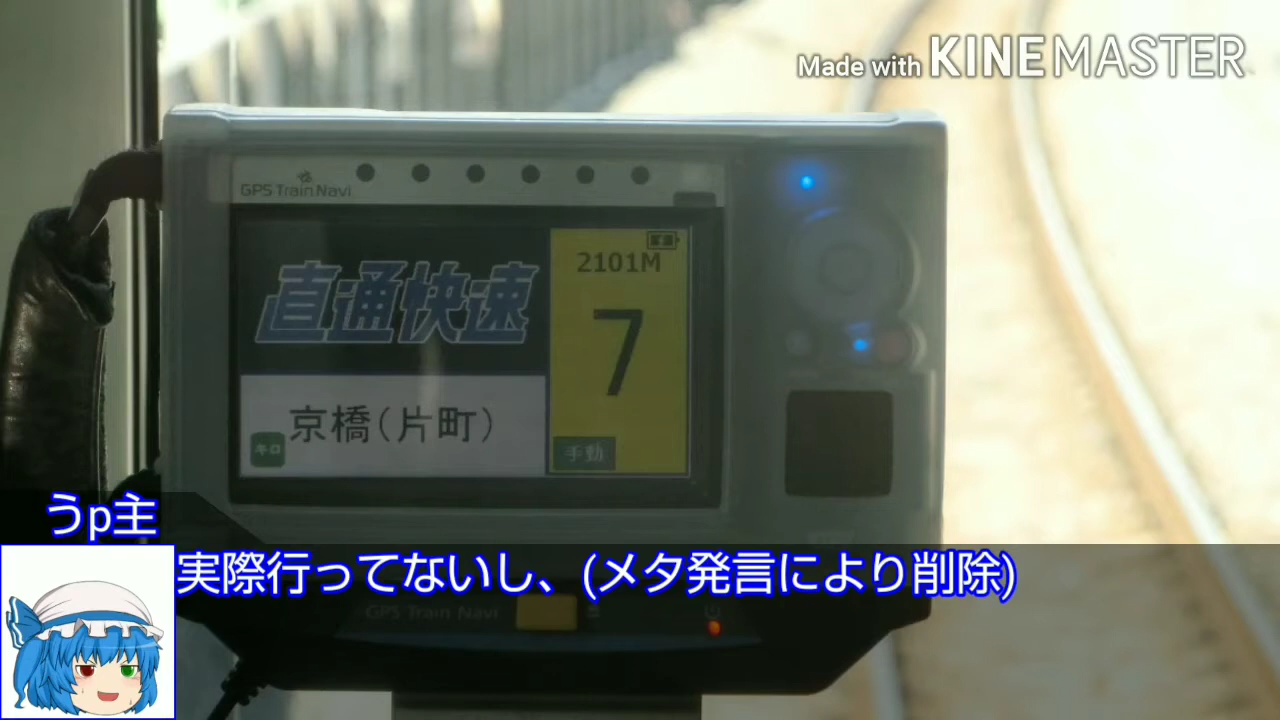 Made with KINEMASTER
GPS Train Navi
直通快速
2101M
7
京橋(片町)
キロ
手動
うp主
実際行ってないし、(メタ発言により削除)
GPS Train Navi